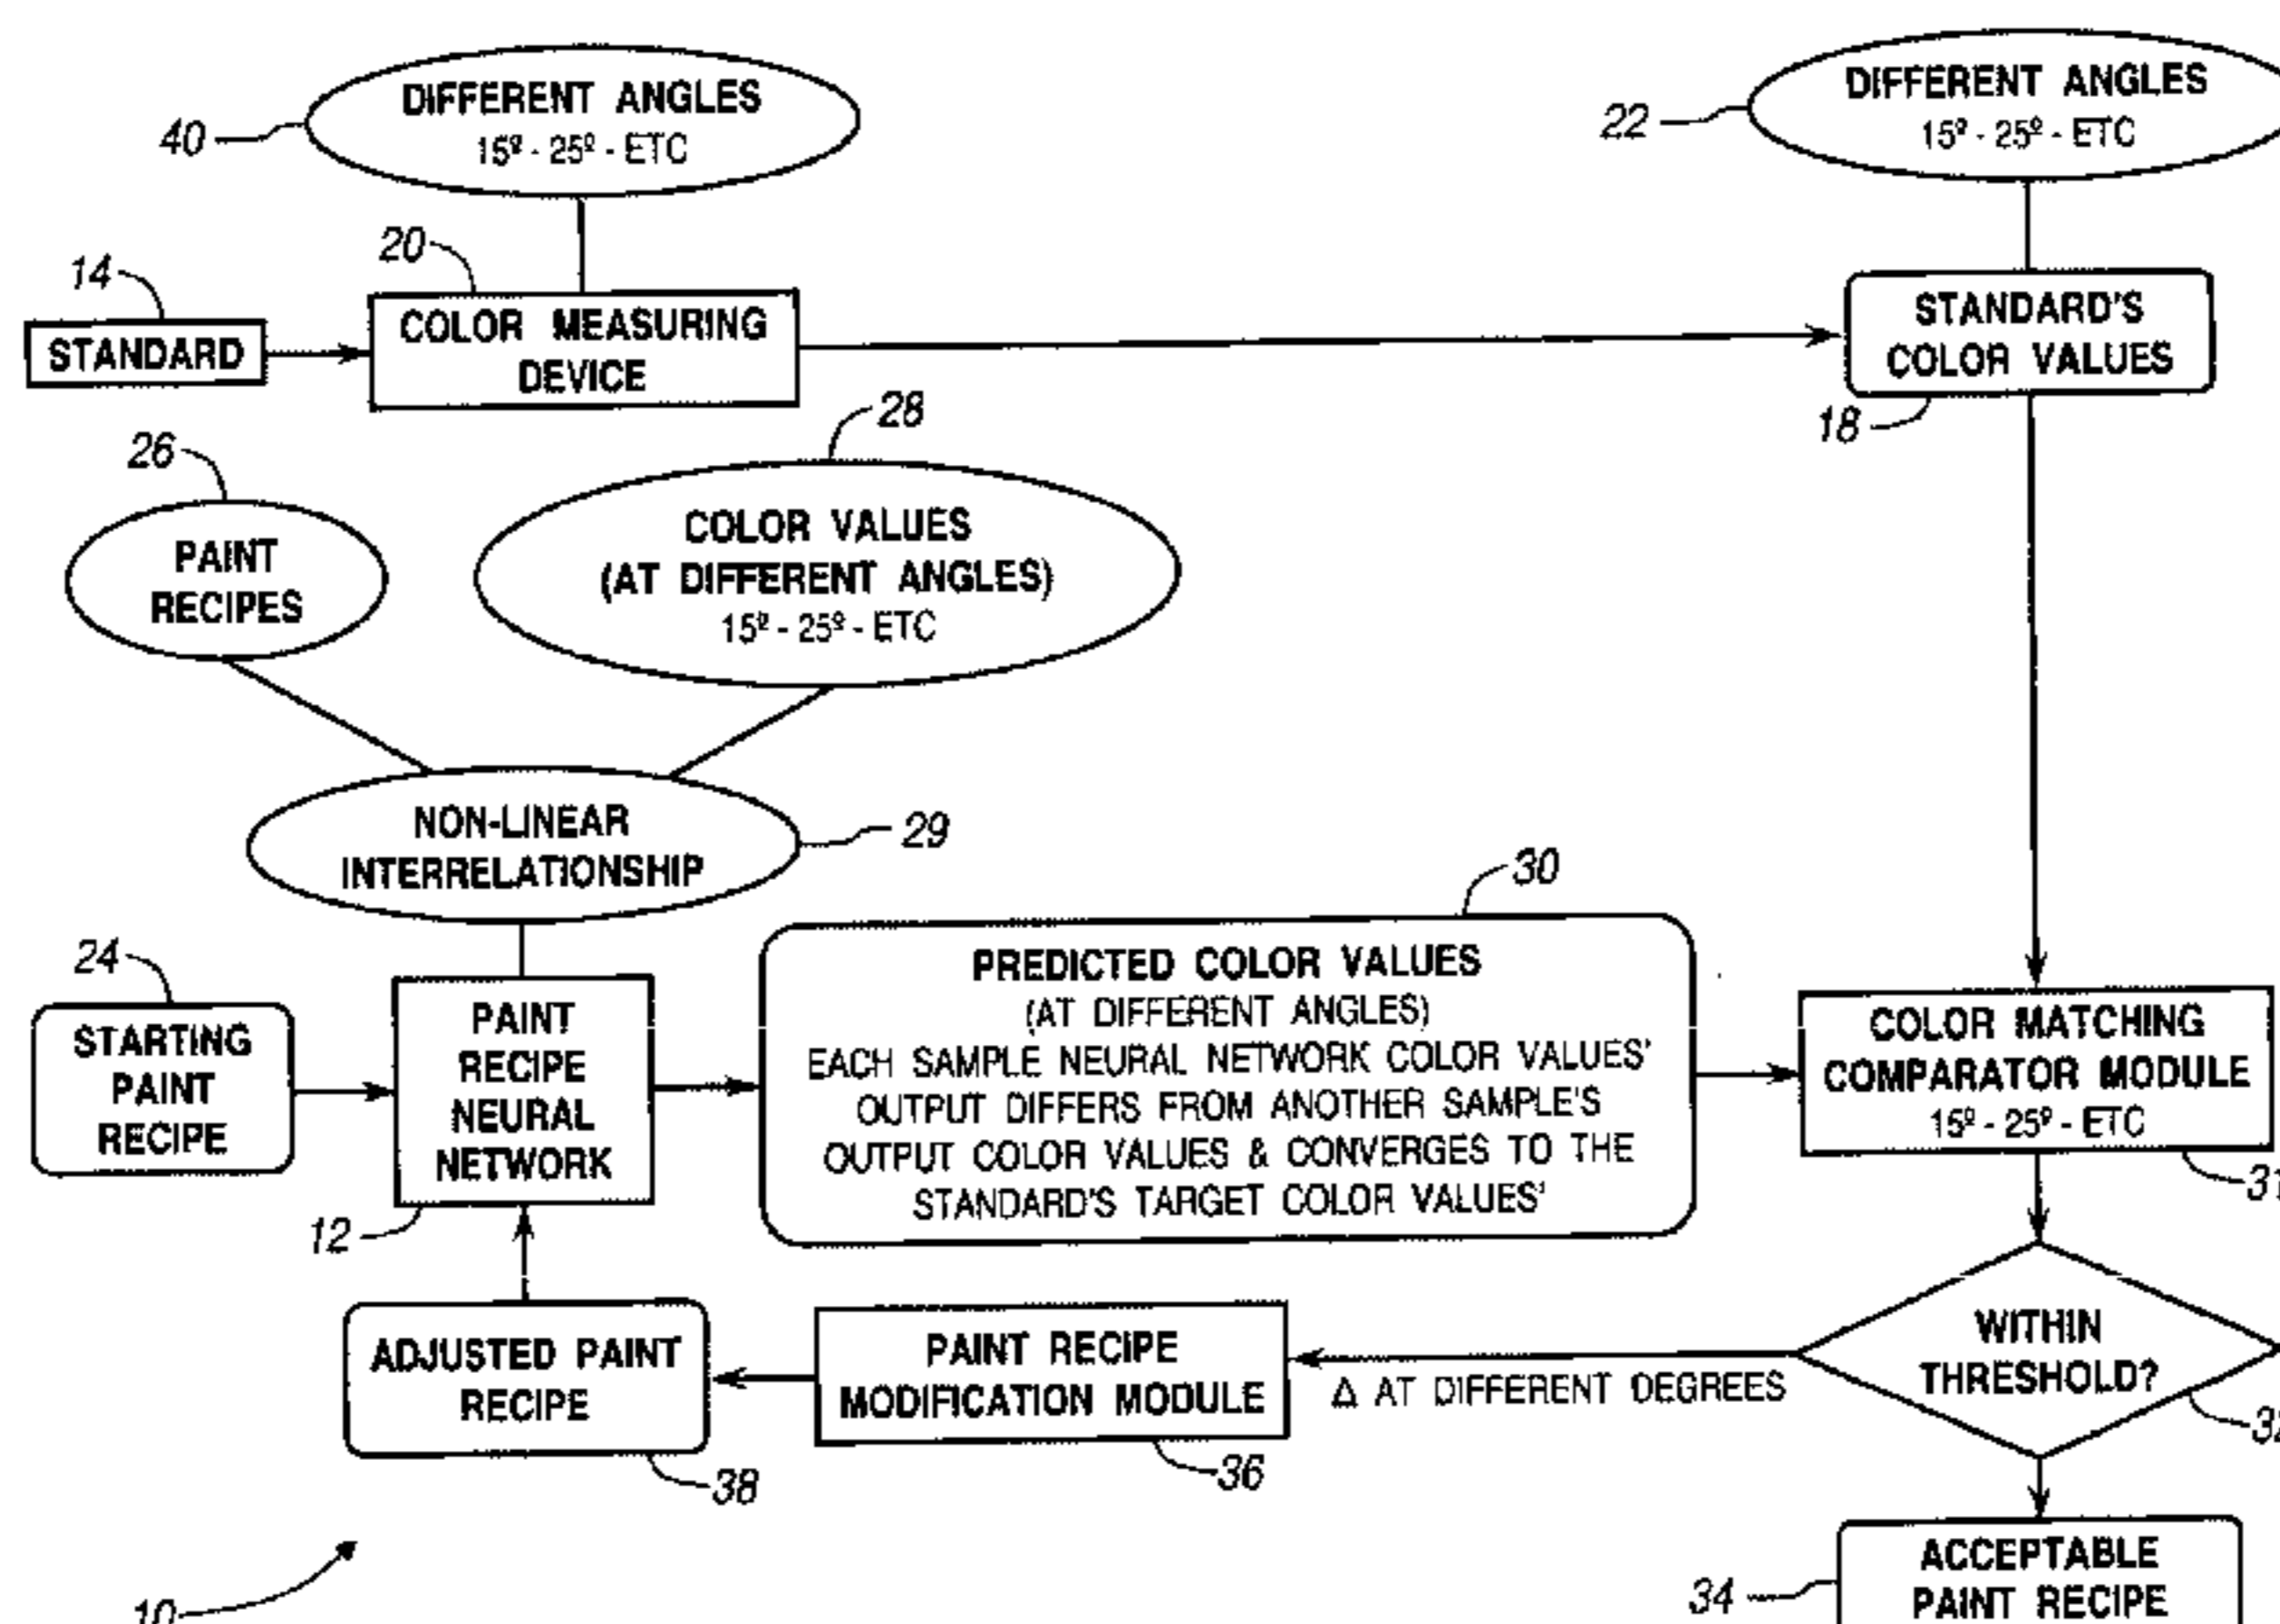 DIFFERENT ANGLES
15º - 25º - ETC
40
DIFFERENT ANGLES
15º - 25º - ETC
22
14
STANDARD
20
COLOR MEASURING
DEVICE
STANDARD'S
COLOR VALUES
18
26
PAINT
RECIPES
28
COLOR VALUES
(AT DIFFERENT ANGLES)
15º - 25º - ETC
NON-LINEAR
INTERRELATIONSHIP
29
24
STARTING
PAINT
RECIPE
PAINT
RECIPE
NEURAL
NETWORK
12
30
PREDICTED COLOR VALUES
(AT DIFFERENT ANGLES)
EACH SAMPLE NEURAL NETWORK COLOR VALUES'
OUTPUT DIFFERS FROM ANOTHER SAMPLE'S
OUTPUT COLOR VALUES & CONVERGES TO THE
STANDARD'S TARGET COLOR VALUES'
COLOR MATCHING
COMPARATOR MODULE
15º - 25º - ETC
31
WITHIN
THRESHOLD?
32
Δ AT DIFFERENT DEGREES
PAINT RECIPE
MODIFICATION MODULE
36
ADJUSTED PAINT
RECIPE
38
ACCEPTABLE
PAINT RECIPE
34
10